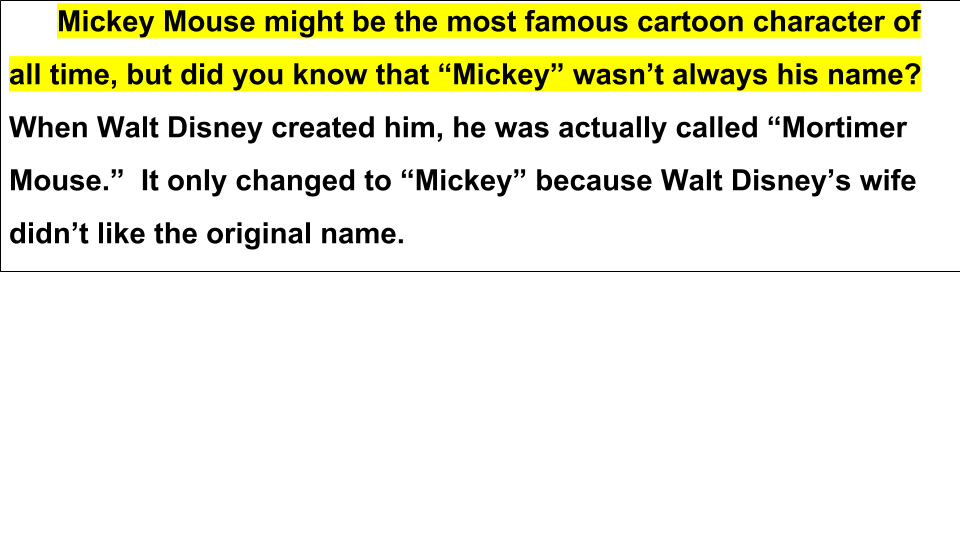 Mickey Mouse might be the most famous cartoon character of
all time, but did you know that “Mickey” wasn’t always his name?
When Walt Disney created him, he was actually called “Mortimer
Mouse.”  It only changed to “Mickey” because Walt Disney’s wife
didn’t like the original name.